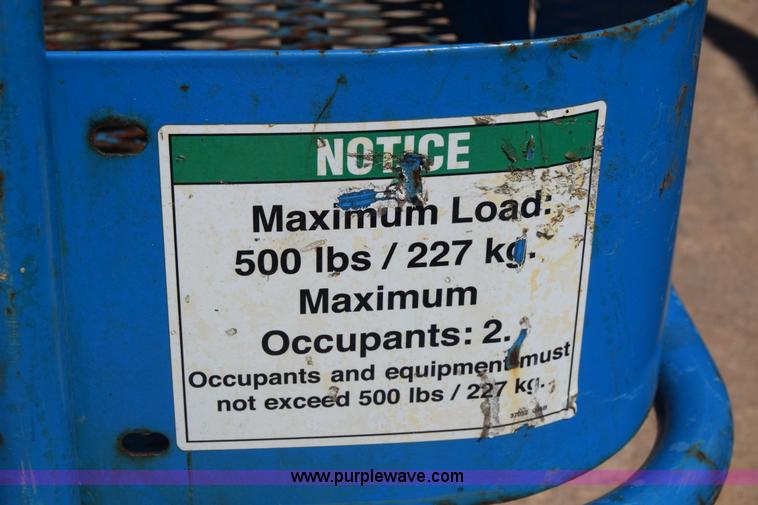 NOTICE
Maximum Load:
500 lbs / 227 kg.
Maximum
Occupants: 2.
Occupants and equipment must
not exceed 500 lbs / 227 kg.
www.purplewave.com